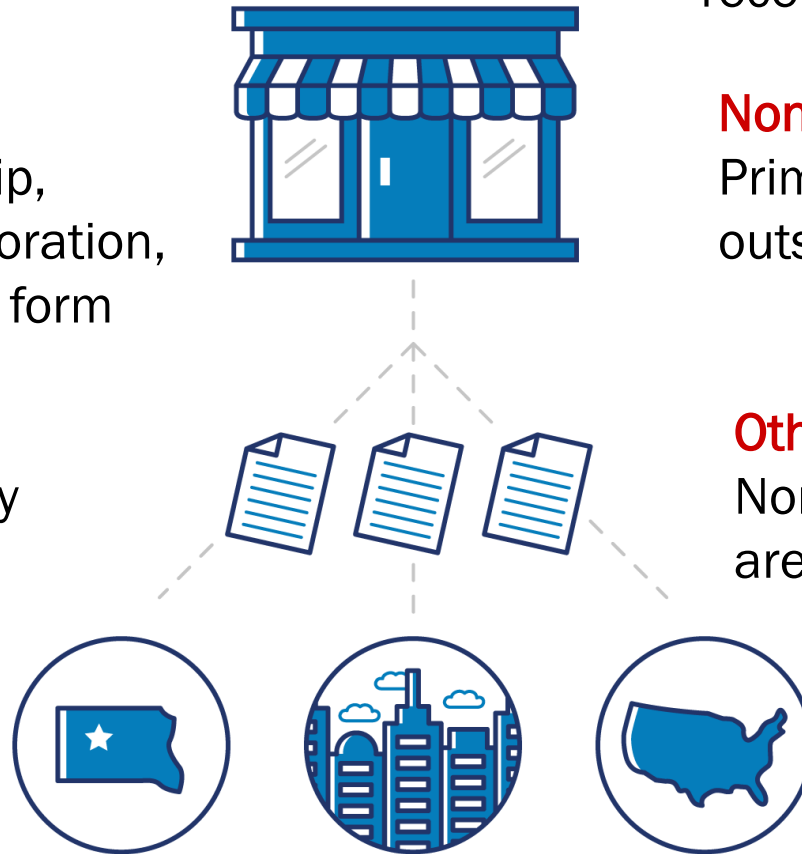 ip,
oration,
form
y
Non
Prim
outs
Oth
Nor
are